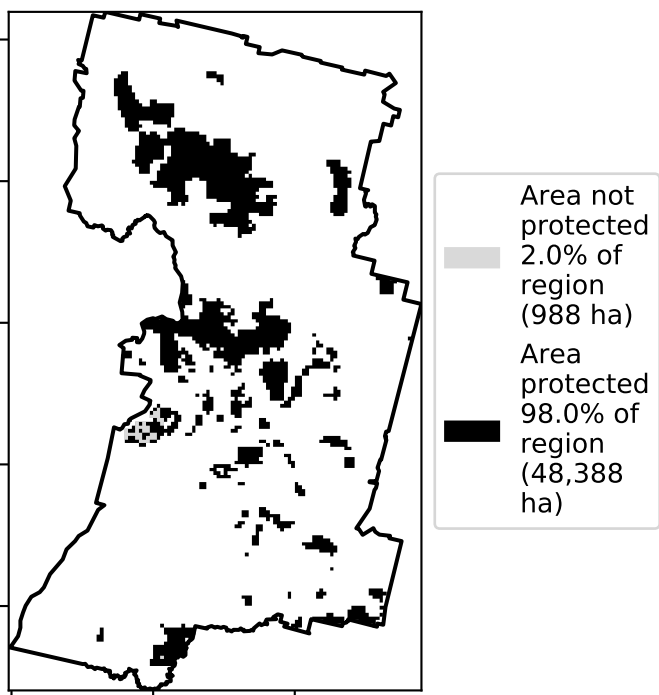 Area not
protected
2.0% of
region
(988 ha)
Area
protected
98.0% of
region
(48,388
ha)